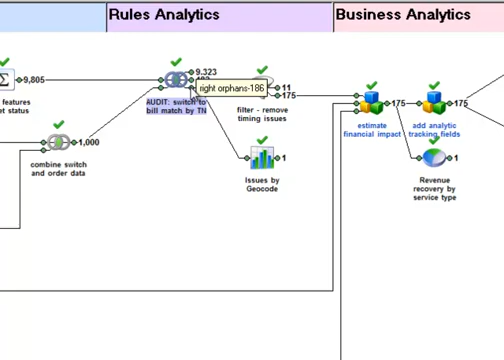 Rules Analytics
Business Analytics
Σ
9,805
features
et status
9,323
right orphans-186
AUDIT: switch to
bill match by TN
11
175
filter - remove
timing issues
1,000
combine switch
and order data
1
Issues by
Geocode
175
estimate
financial impact
175
add analytic
tracking fields
1
Revenue
recovery by
service type